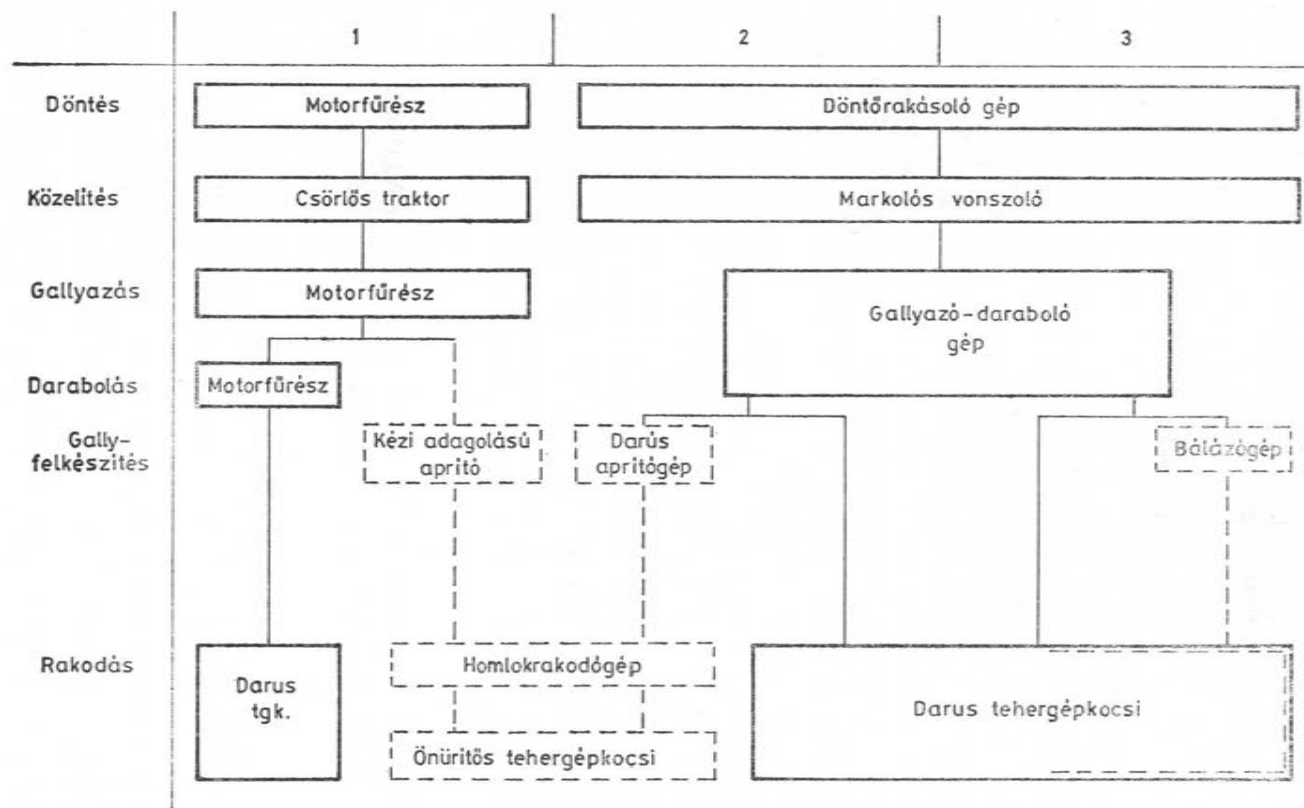 1 2 3
Döntés Motorfűrész Döntőrakásoló gép
Közelítés Csörlős traktor Markolós vonszoló
Gallyazás Motorfűrész Gallyazó-daraboló
gép
Darabolás Motorfűrész
Gally-
felkészítés
Kézi adagolású
aprító
Darús
aprítógép
Bálázógép
Rakodás
Darus
tgk.
Homlokrakodógép
Önürítős tehergépkocsi
Darus tehergépkocsi